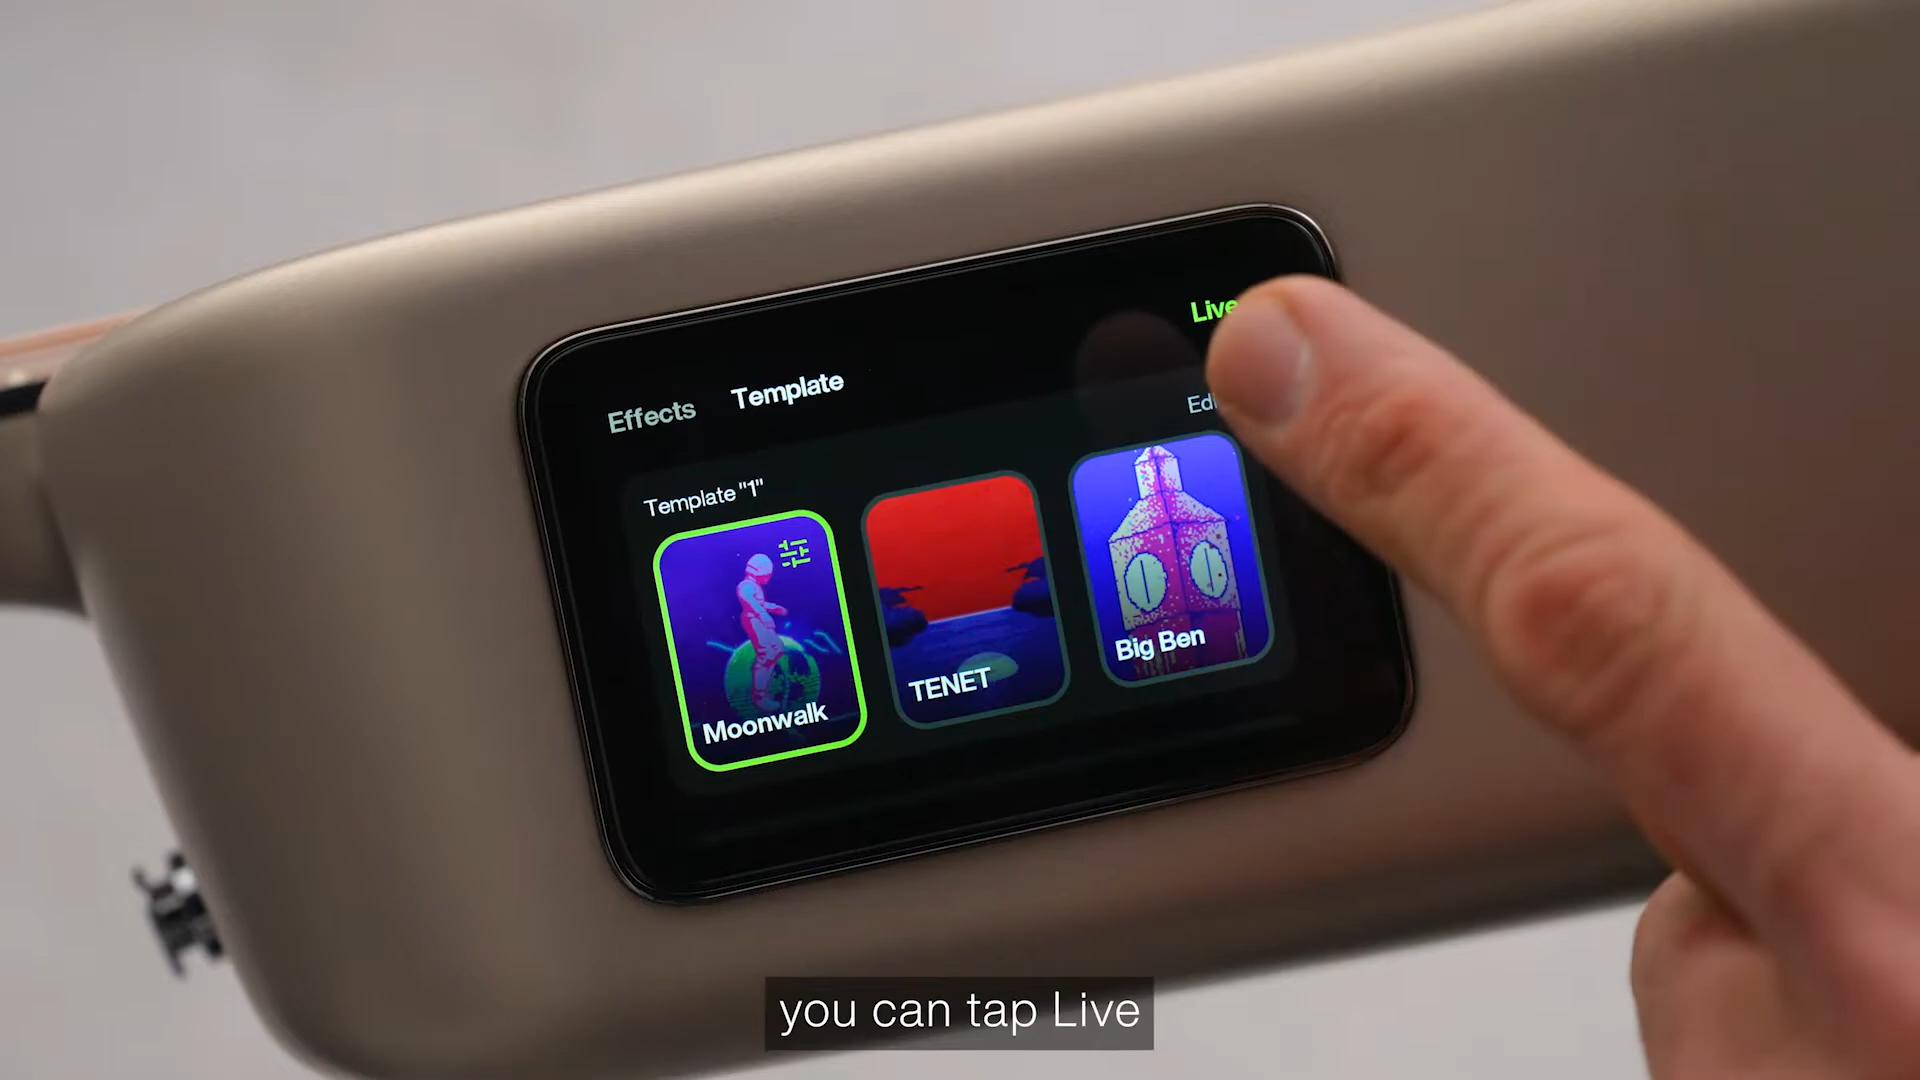 Live
Effects Template
Template "1"
Moonwalk
TENET
Big Ben
you can tap Live